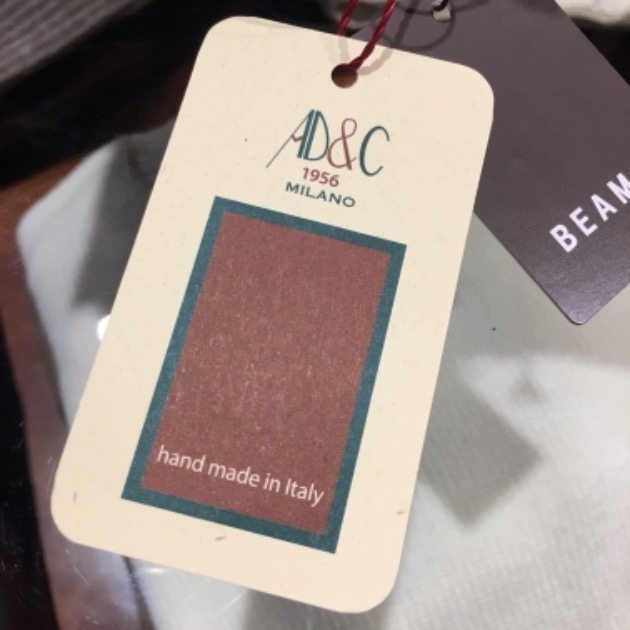 AD&C
1956
MILANO
hand made in Italy
BEAM